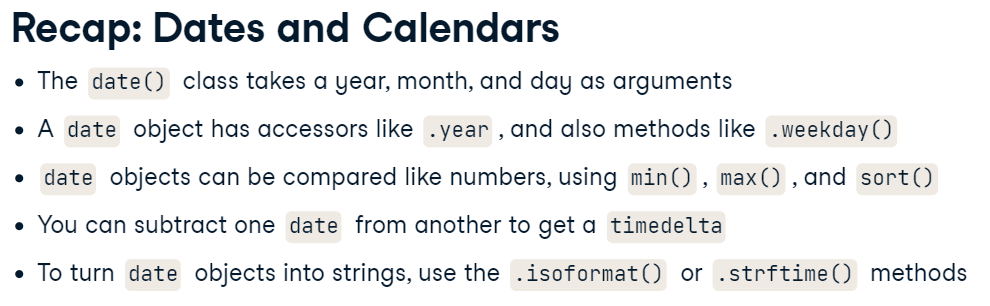 Recap: Dates and Calendars
• The date() class takes a year, month, and day as arguments
• A date object has accessors like .year , and also methods like .weekday()
• date objects can be compared like numbers, using min() , max() , and sort()
• You can subtract one date from another to get a timedelta
• To turn date objects into strings, use the .isoformat() or .strftime() methods